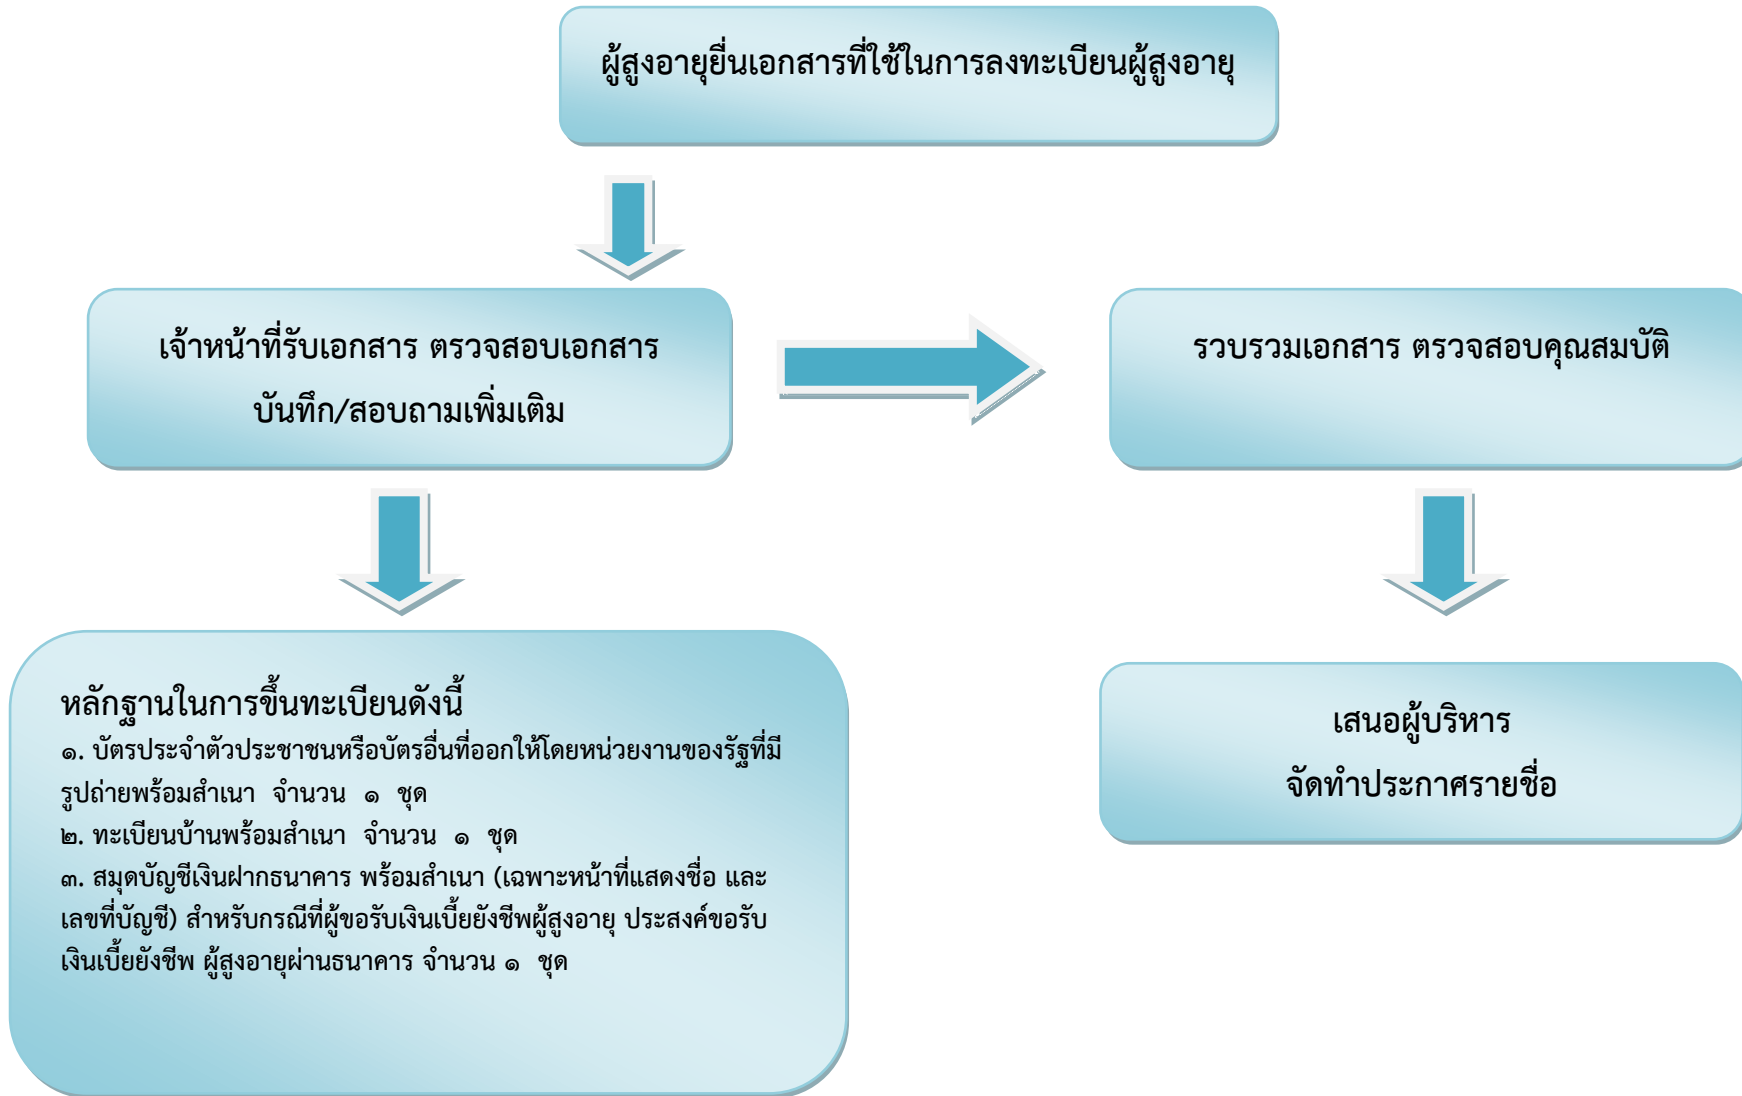 ผู้สูงอายุยื่นเอกสารที่ใช้ในการลงทะเบียนผู้สูงอายุ
เจ้าหน้าที่รับเอกสาร ตรวจสอบเอกสาร
บันทึก/สอบถามเพิ่มเติม
รวบรวมเอกสาร ตรวจสอบคุณสมบัติ
หลักฐานในการขึ้นทะเบียนดังนี้
๑. บัตรประจำตัวประชาชนหรือบัตรอื่นที่ออกให้โดยหน่วยงานของรัฐที่มี
รูปถ่ายพร้อมสำเนา จำนวน ๑ ชุด
๒. ทะเบียนบ้านพร้อมสำเนา จำนวน ๑ ชุด
๓. สมุดบัญชีเงินฝากธนาคาร พร้อมสำเนา (เฉพาะหน้าที่แสดงชื่อ และ
เลขที่บัญชี) สำหรับกรณีที่ผู้ขอรับเงินเบี้ยยังชีพผู้สูงอายุ ประสงค์ขอรับ
เงินเบี้ยยังชีพ ผู้สูงอายุผ่านธนาคาร จำนวน ๑ ชุด
เสนอผู้บริหาร
จัดทำประกาศรายชื่อ